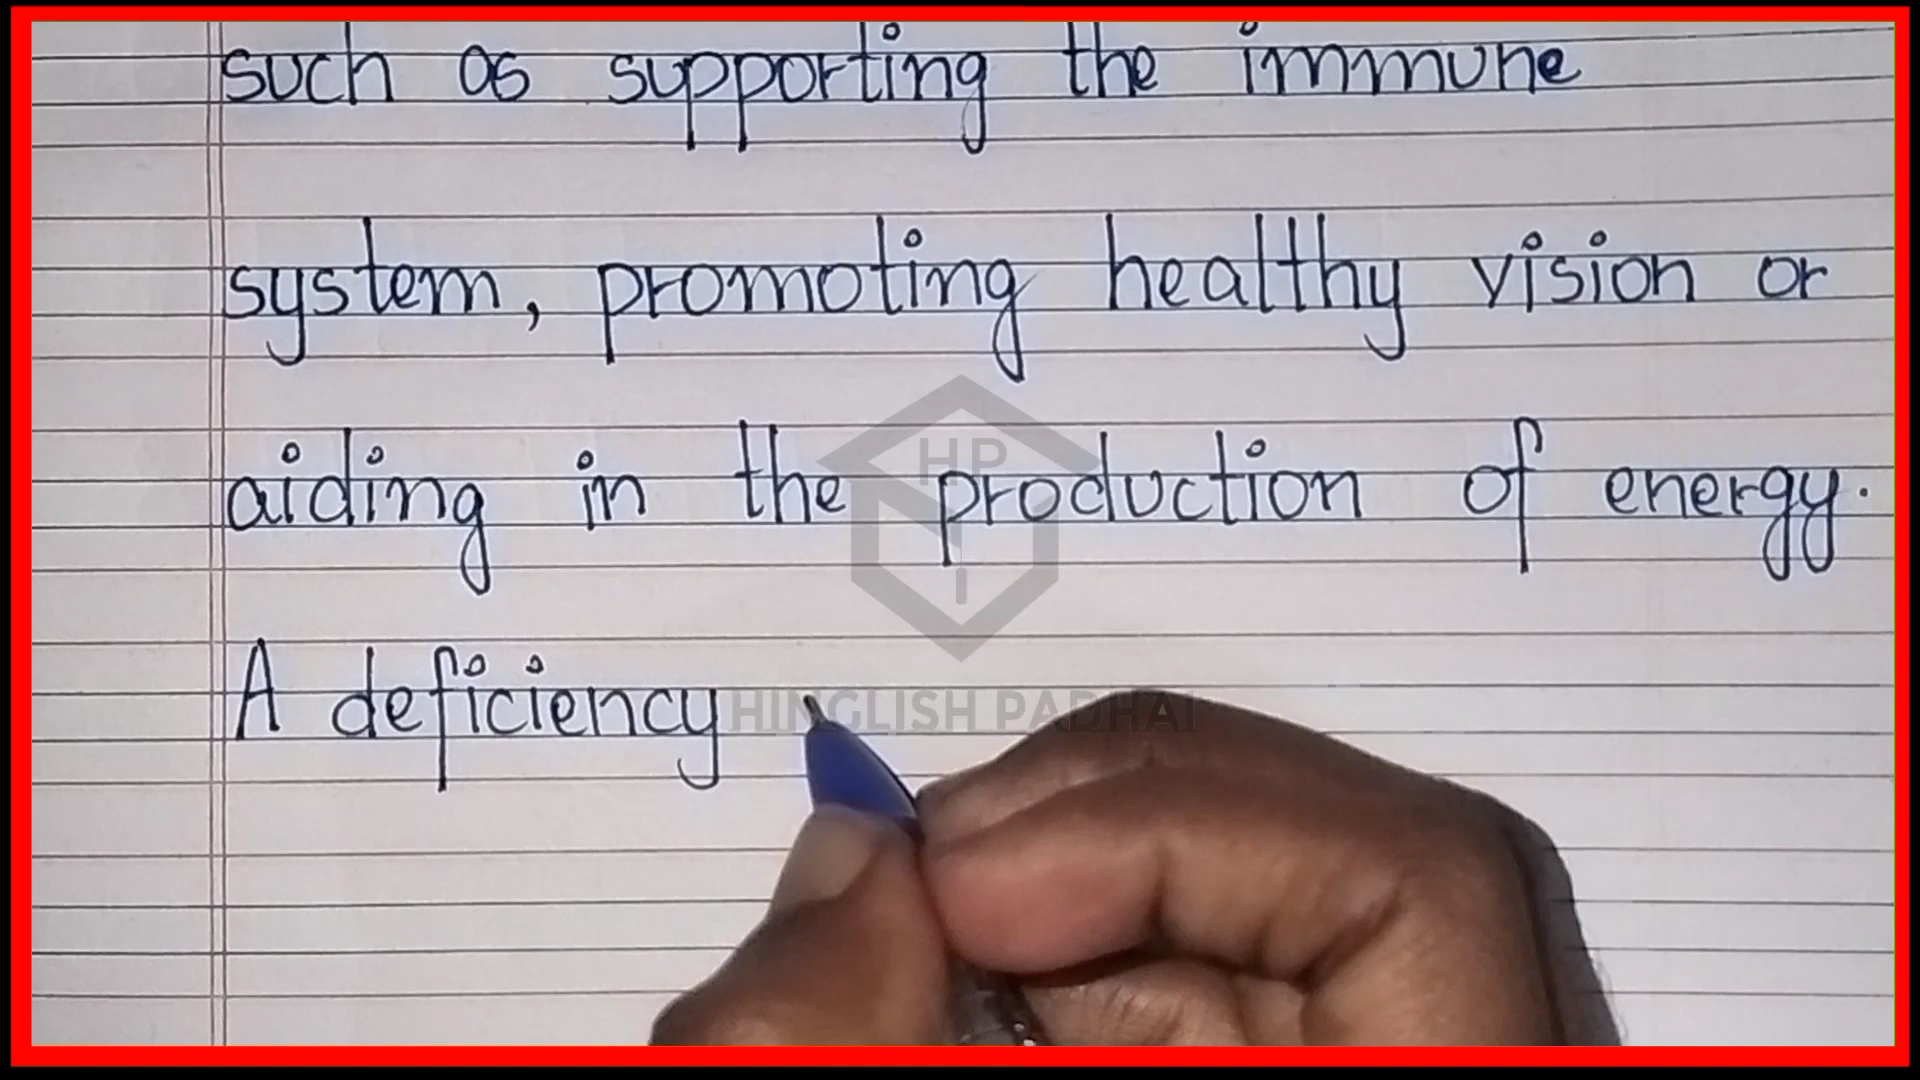 such as supporting the immune
system, promoting healthy vision or
aiding in the production of energy.
A deficiency
HP
HINGLISH PADHAI